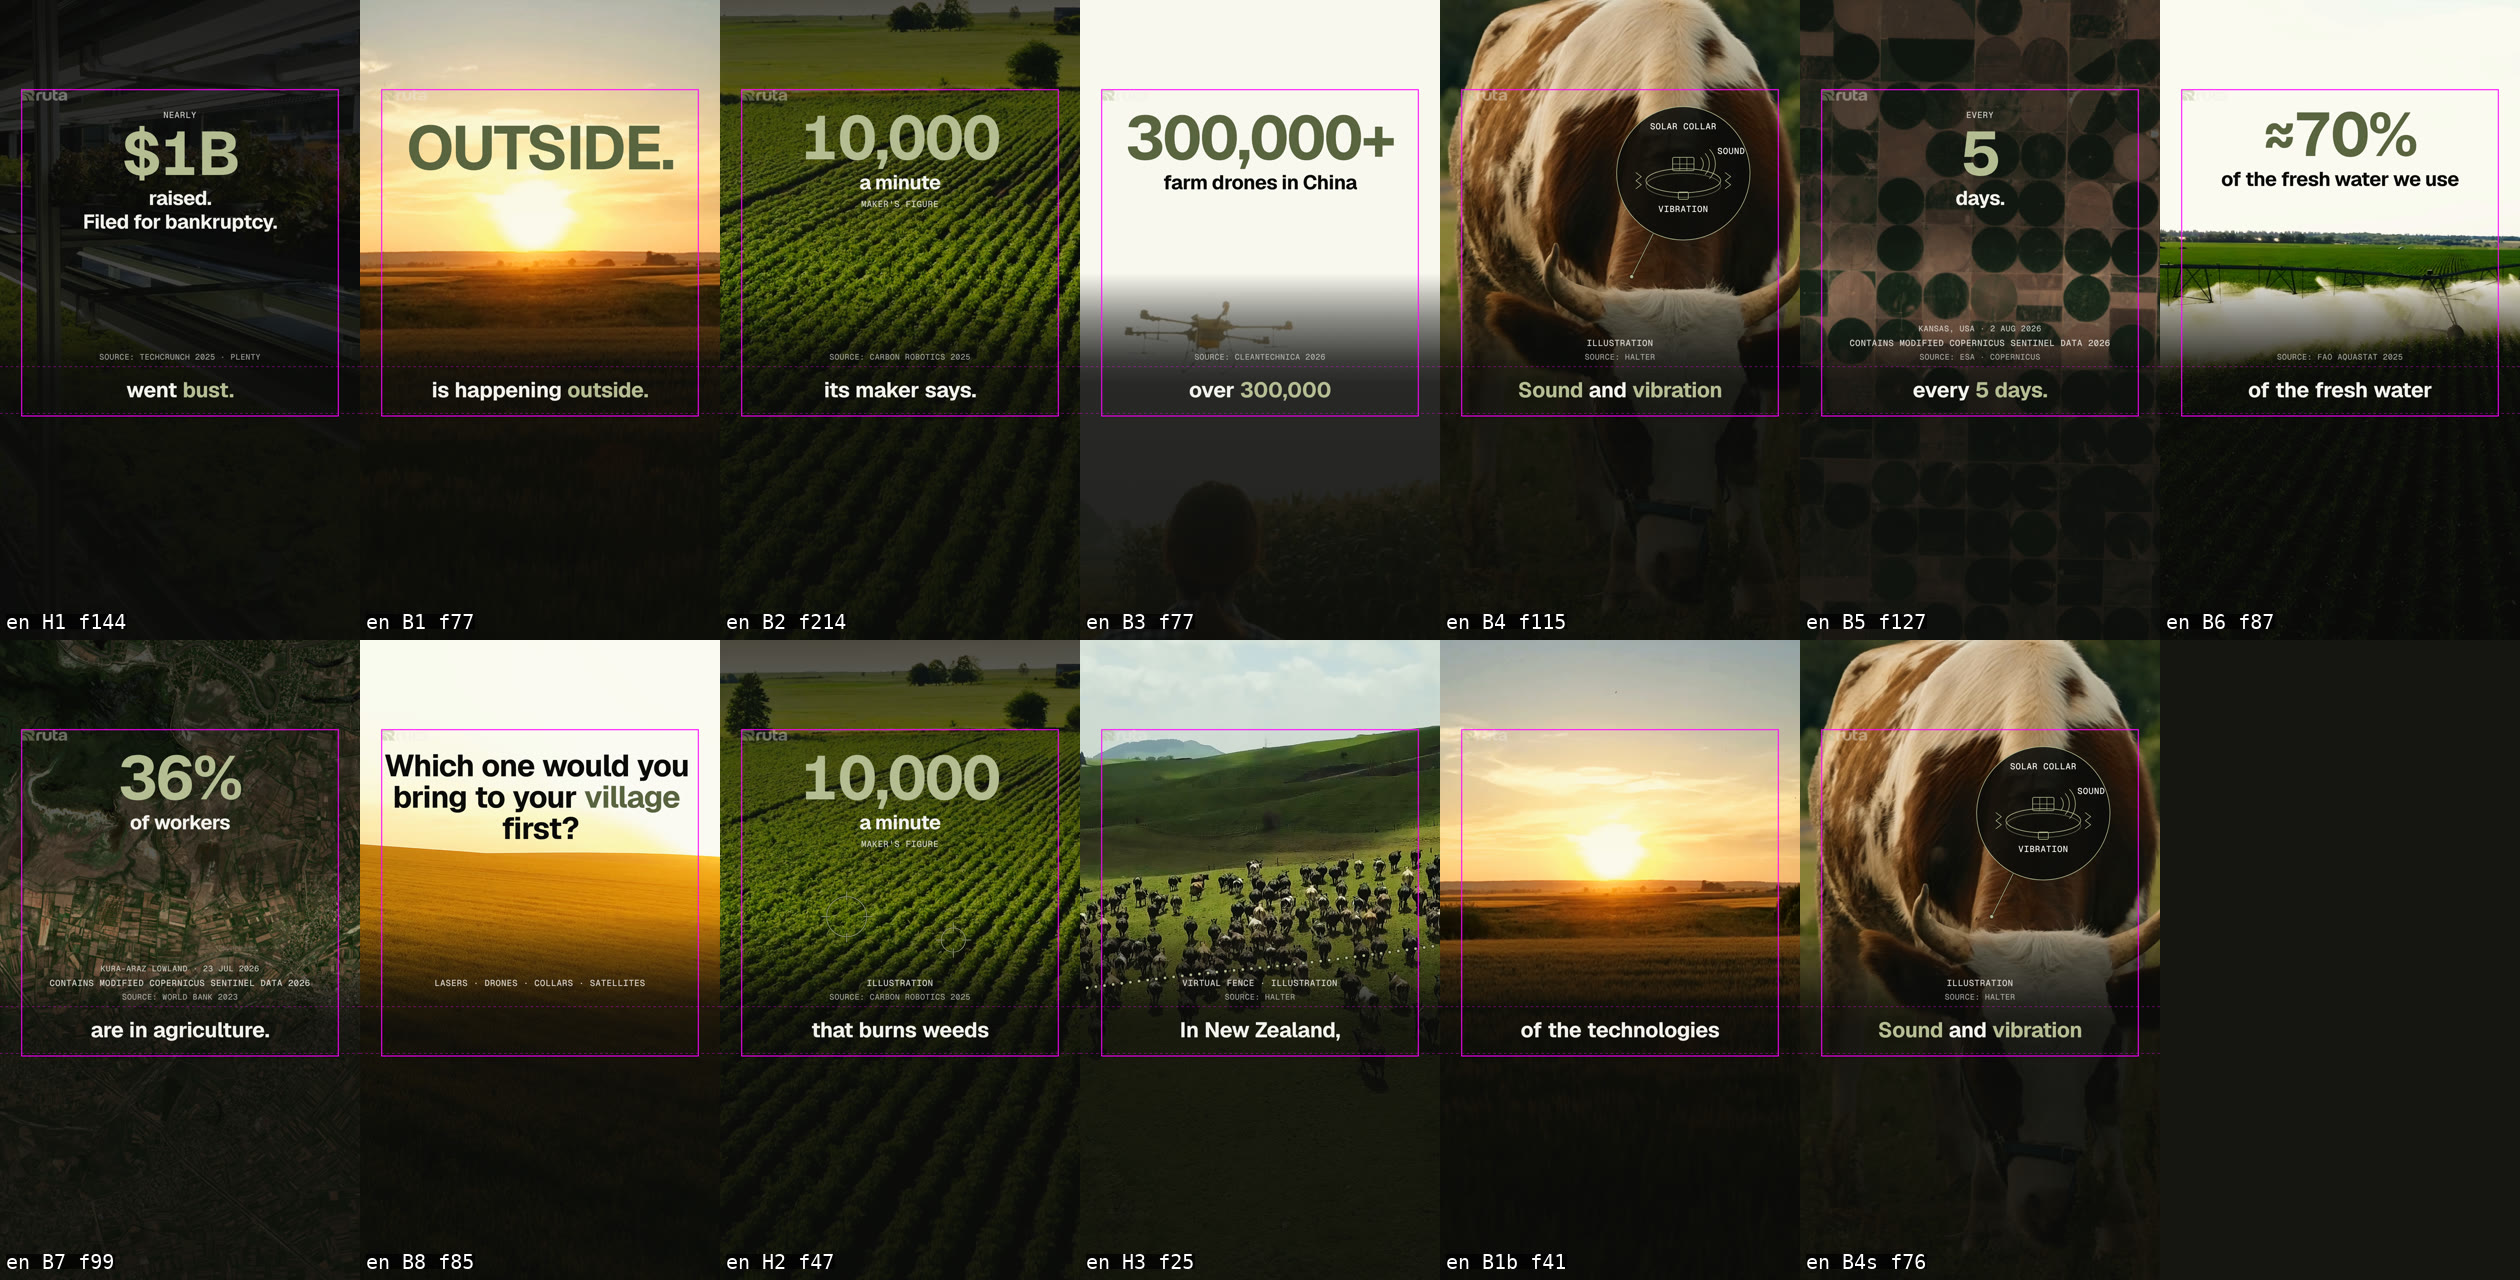 ruta
NEARLY
$1B
raised.
Filed for bankruptcy.
SOURCE: TECHCRUNCH 2025 · PLENTY
went bust.
en H1 f144
OUTSIDE.
is happening outside.
en B1 f77
ruta
10,000
a minute
MAKER'S FIGURE
SOURCE: CARBON ROBOTICS 2025
its maker says.
en B2 f214
300,000+
farm drones in China
SOURCE: CLEANTECHNICA 2026
over 300,000
en B3 f77
ruta
SOLAR COLLAR
SOUND
VIBRATION
ILLUSTRATION
SOURCE: HALTER
Sound and vibration
en B4 f115
ruta
EVERY
5
days.
KANSAS, USA · 2 AUG 2026
CONTAINS MODIFIED COPERNICUS SENTINEL DATA 2026
SOURCE: ESA · COPERNICUS
every 5 days.
en B5 f127
≈70%
of the fresh water we use
SOURCE: FAO AQUASTAT 2025
of the fresh water
en B6 f87
ruta
36%
of workers
KURA-ARAZ LOWLAND · 23 JUL 2026
CONTAINS MODIFIED COPERNICUS SENTINEL DATA 2026
SOURCE: WORLD BANK 2023
are in agriculture.
en B7 f99
Which one would you
bring to your village
first?
LASERS · DRONES · COLLARS · SATELLITES
en B8 f85
ruta
10,000
a minute
MAKER'S FIGURE
ILLUSTRATION
SOURCE: CARBON ROBOTICS 2025
that burns weeds
en H2 f47
VIRTUAL FENCE · ILLUSTRATION
SOURCE: HALTER
In New Zealand,
en H3 f25
of the technologies
en B1b f41
ruta
SOLAR COLLAR
SOUND
VIBRATION
ILLUSTRATION
SOURCE: HALTER
Sound and vibration
en B4s f76